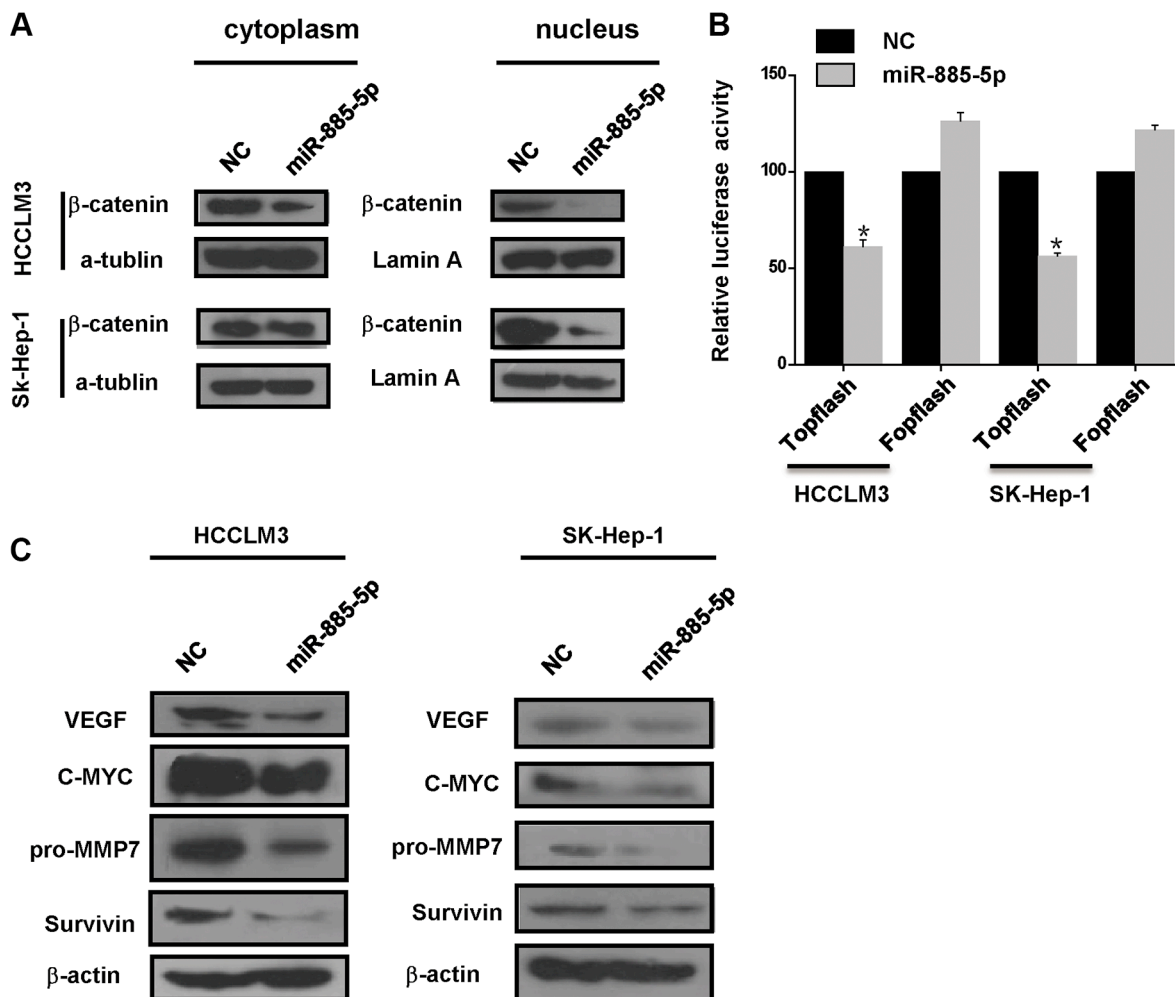 A
cytoplasm
nucleus
NC
miR-885-5p
NC
miR-885-5p
HCCLM3
β-catenin
a-tublin
β-catenin
Lamin A
Sk-Hep-1
β-catenin
a-tublin
β-catenin
Lamin A
B
NC
miR-885-5p
Relative luciferase acivity
150
100
50
0
*
*
Topflash
Fopflash
Topflash
Fopflash
HCCLM3
SK-Hep-1
C
HCCLM3
SK-Hep-1
NC
miR-885-5p
NC
miR-885-5p
VEGF
C-MYC
pro-MMP7
Survivin
β-actin
VEGF
C-MYC
pro-MMP7
Survivin
β-actin